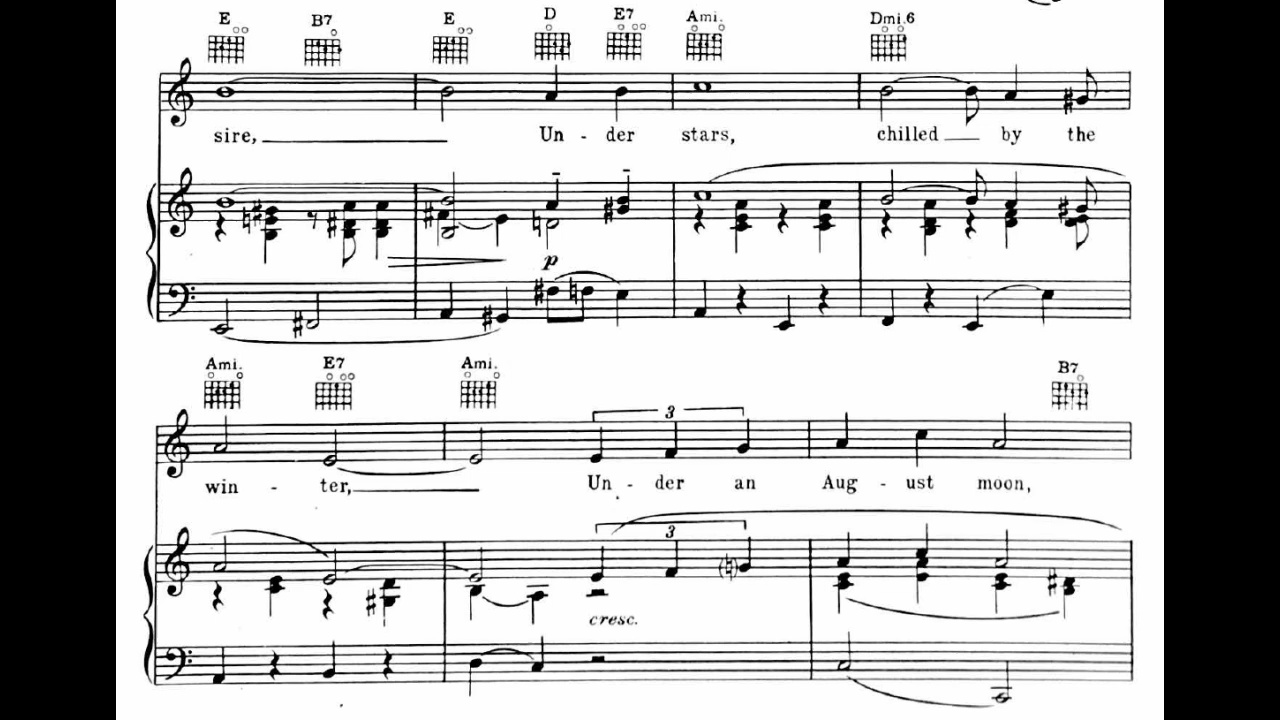 E B7 E D E7 Ami. Dmi.6
sire, Un - der stars, chilled by the
p
Ami. E7 Ami. B7
3
win - ter, Un - der an Aug - ust moon,
3
cresc.